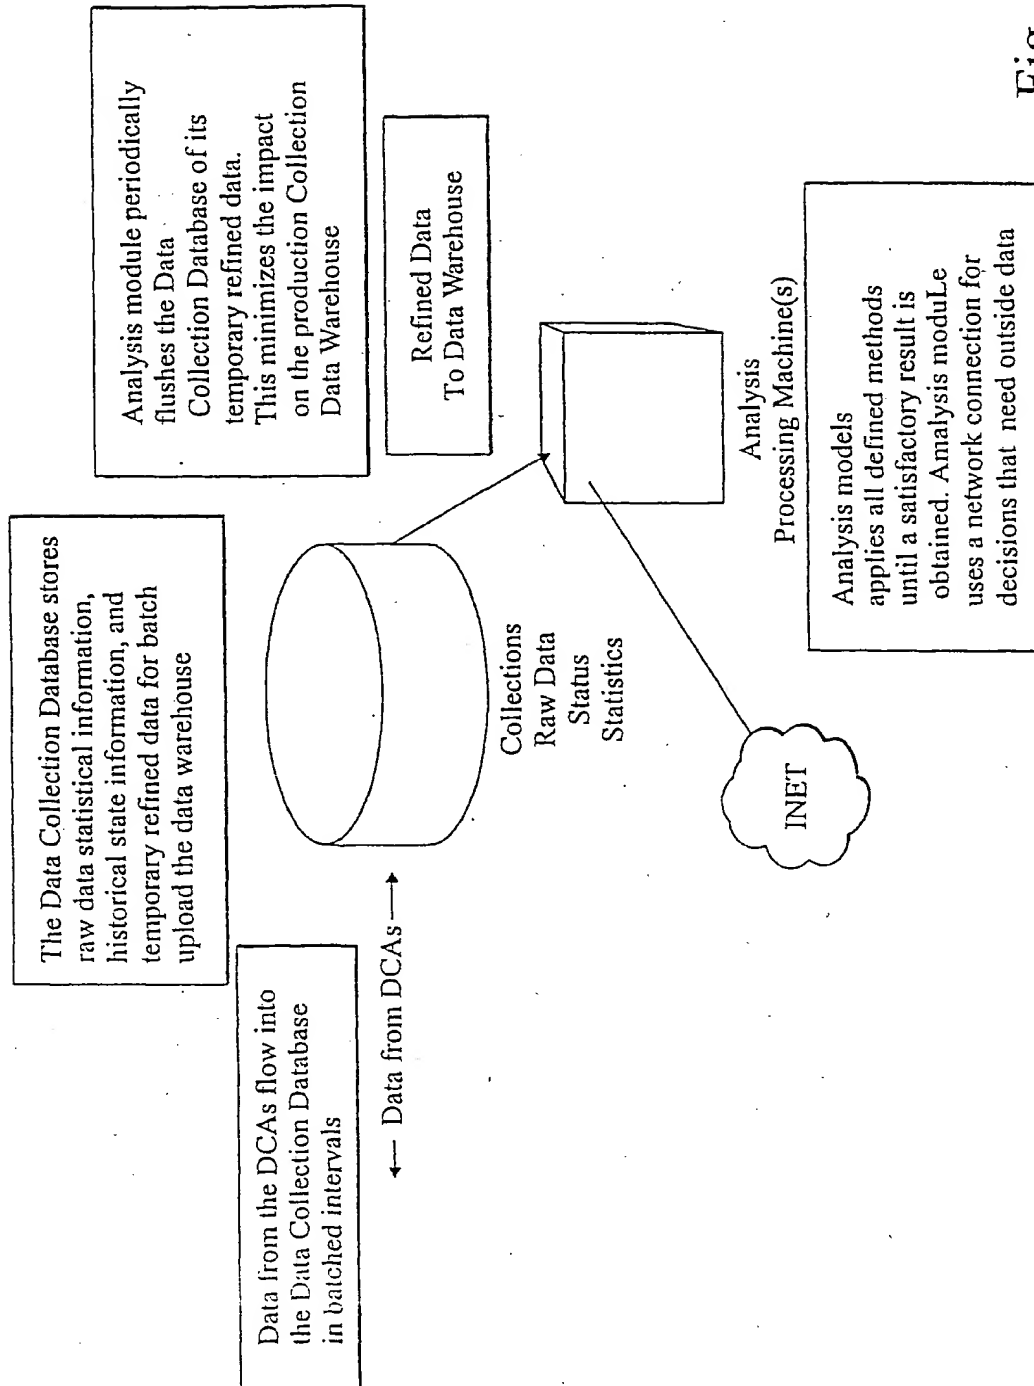 Data from the DCAs flow into
the Data Collection Database
in batched intervals
The Data Collection Database stores
raw data statistical information,
historical state information, and
temporary refined data for batch
upload the data warehouse
Analysis module periodically
flushes the Data
Collection Database of its
temporary refined data.
This minimizes the impact
on the production Collection
Data Warehouse
← Data from DCAs →
Refined Data
To Data Warehouse
Collections
Raw Data
Status
Statistics
INET
Analysis
Processing Machine(s)
Analysis models
applies all defined methods
until a satisfactory result is
obtained. Amalysis moduLe
uses a network connection for
decisions that need outside data
Fig